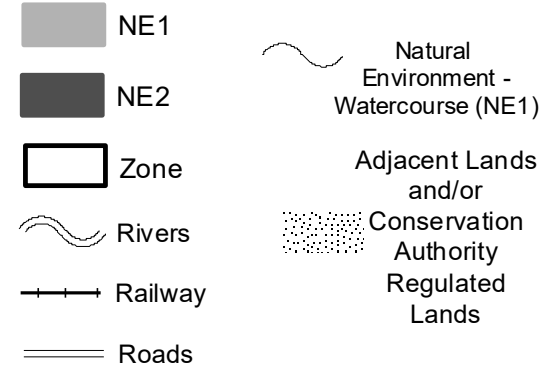 NE1
NE2
Zone
Rivers
Railway
Roads
Natural
Environment -
Watercourse (NE1)
Adjacent Lands
and/or
Conservation
Authority
Regulated
Lands